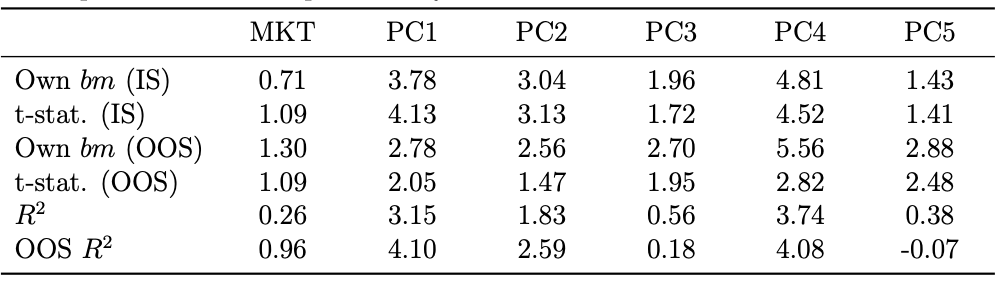 MKT PC1 PC2 PC3 PC4 PC5
Own bm (IS) 0.71 3.78 3.04 1.96 4.81 1.43
t-stat. (IS) 1.09 4.13 3.13 1.72 4.52 1.41
Own bm (OOS) 1.30 2.78 2.56 2.70 5.56 2.88
t-stat. (OOS) 1.09 2.05 1.47 1.95 2.82 2.48
R² 0.26 3.15 1.83 0.56 3.74 0.38
OOS R² 0.96 4.10 2.59 0.18 4.08 -0.07